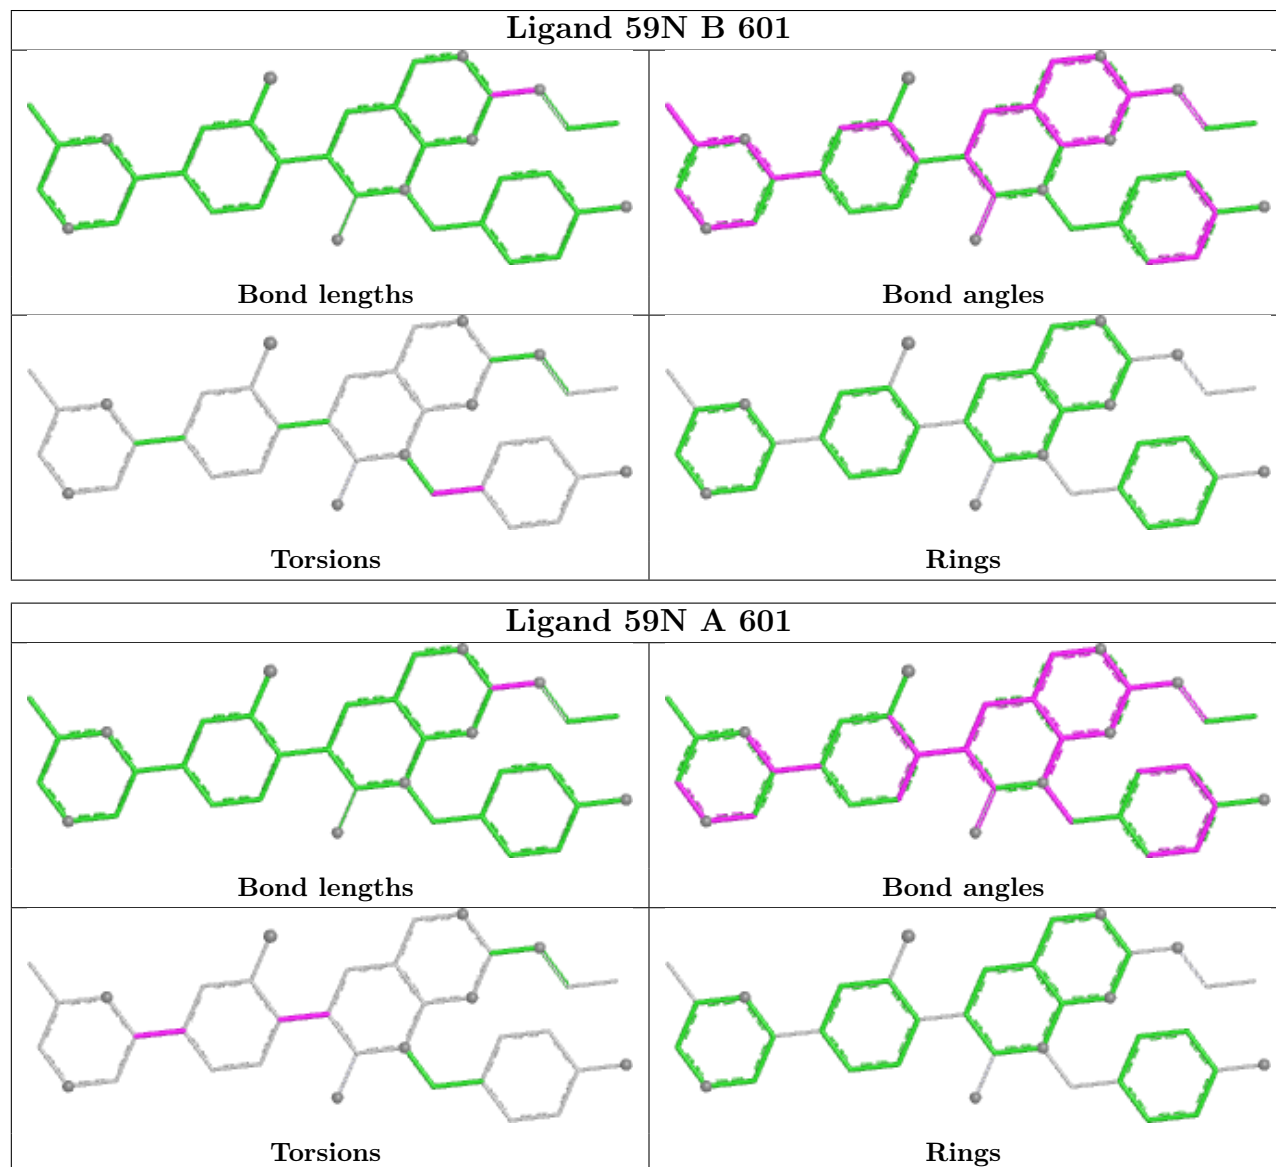 Ligand 59N B 601
Bond lengths
Bond angles
Torsions
Rings
Ligand 59N A 601
Bond lengths
Bond angles
Torsions
Rings